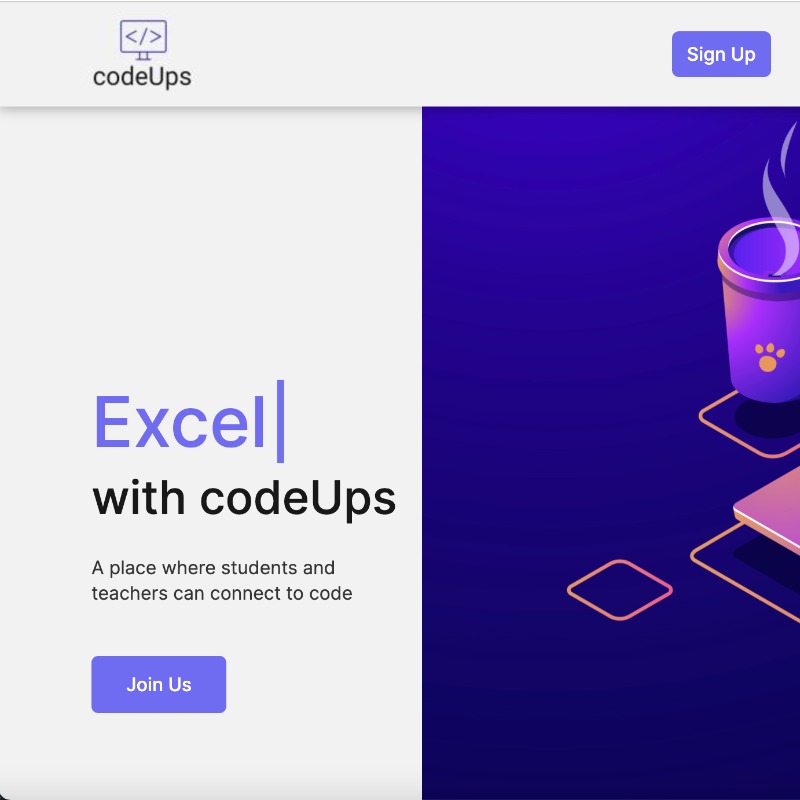 </>
codeUps
Sign Up
Excel
with codeUps
A place where students and
teachers can connect to code
Join Us